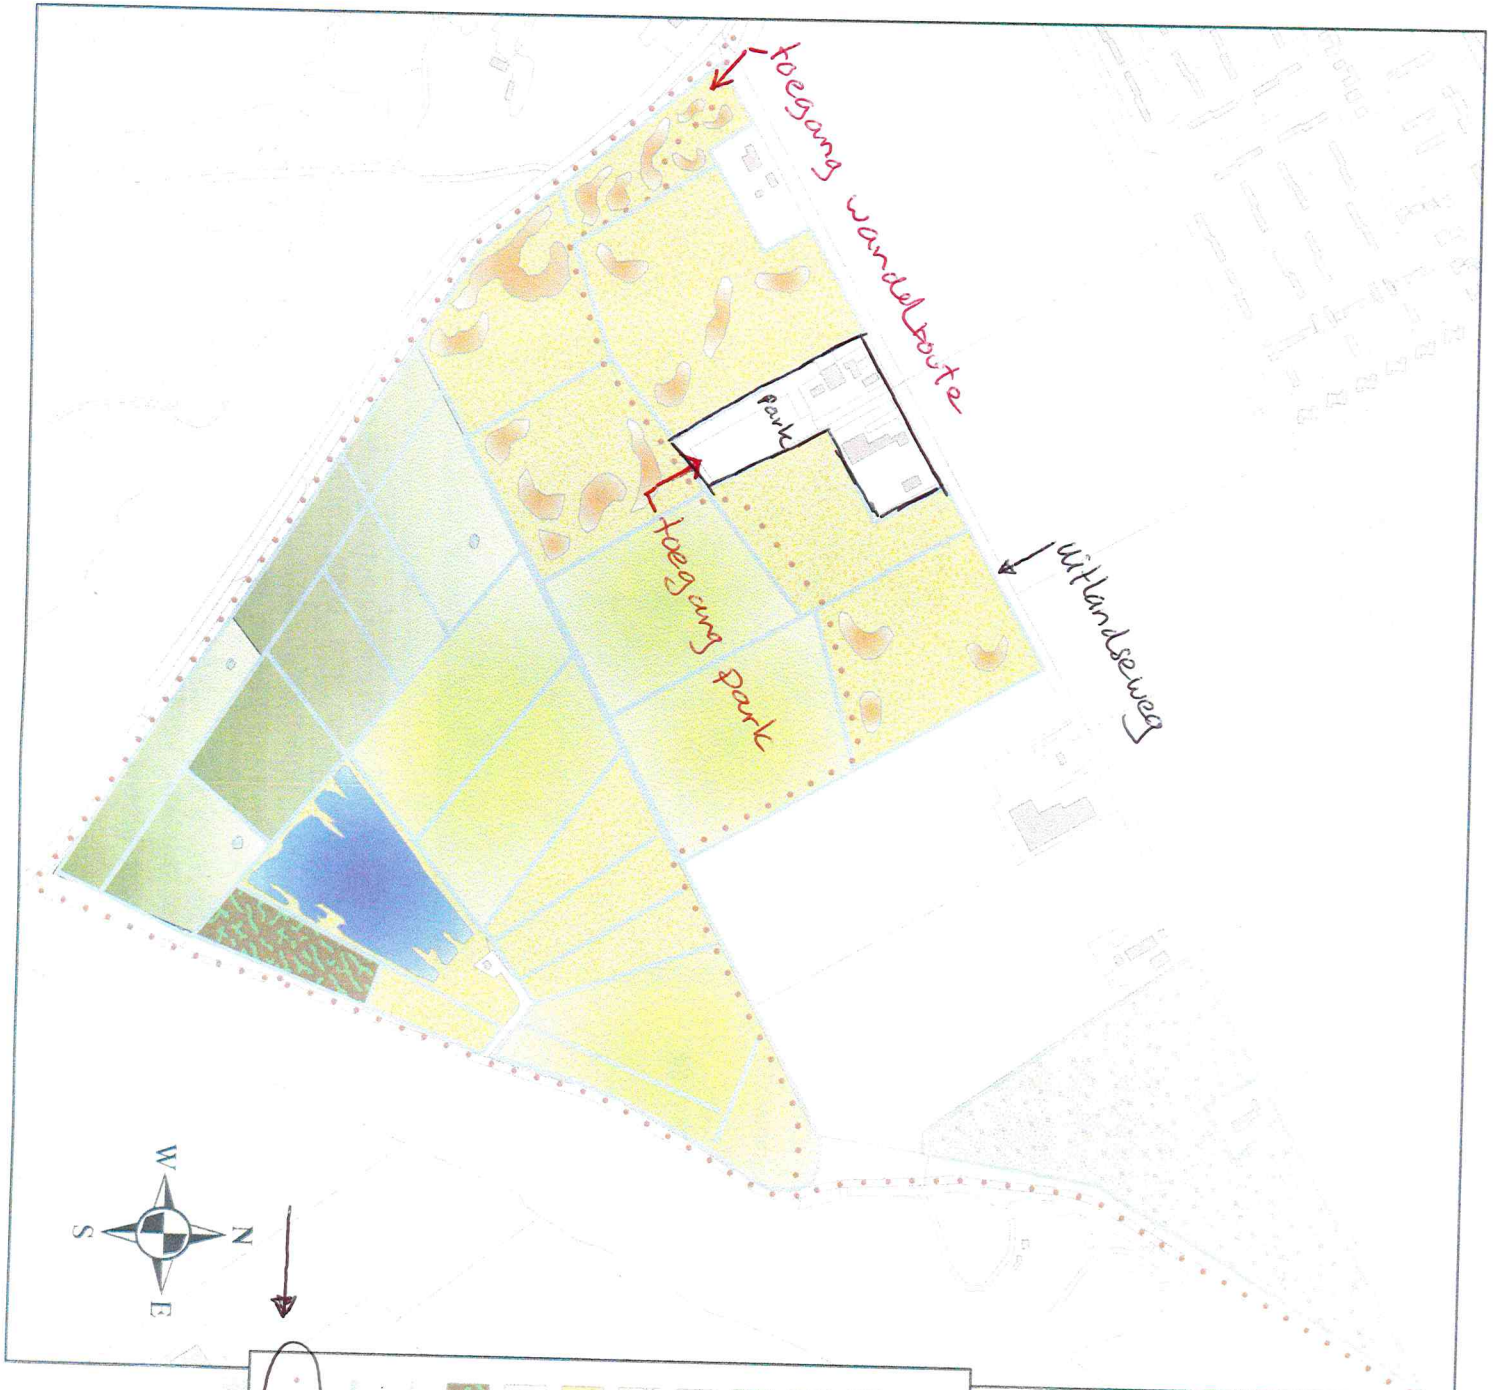 toegang wandelroute
park
toegang park
Uitlandseweg
W
N
S
E